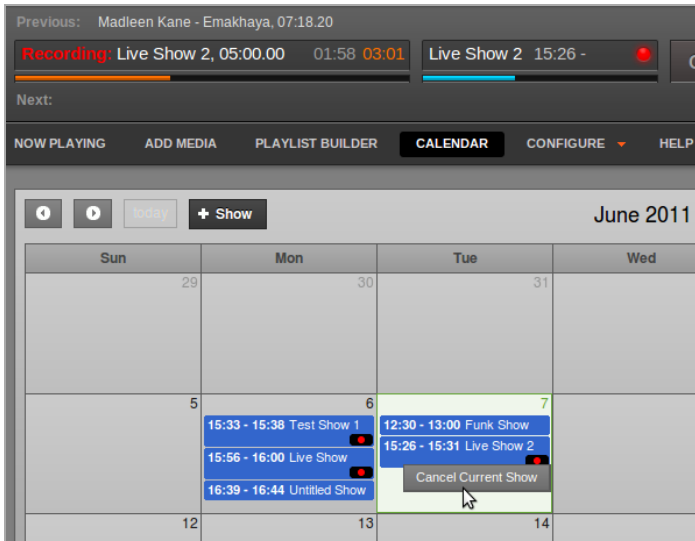 Previous: Madleen Kane - Emakhaya, 07:18.20
Recording: Live Show 2, 05:00.00 01:58 03:01
Live Show 2 15:26 -
Next:
NOW PLAYING ADD MEDIA PLAYLIST BUILDER CALENDAR CONFIGURE HELP
today + Show June 2011
Sun Mon Tue Wed
29 30 31
5 6 7
15:33 - 15:38 Test Show 1
15:56 - 16:00 Live Show
16:39 - 16:44 Untitled Show
12:30 - 13:00 Funk Show
15:26 - 15:31 Live Show 2
Cancel Current Show
12 13 14